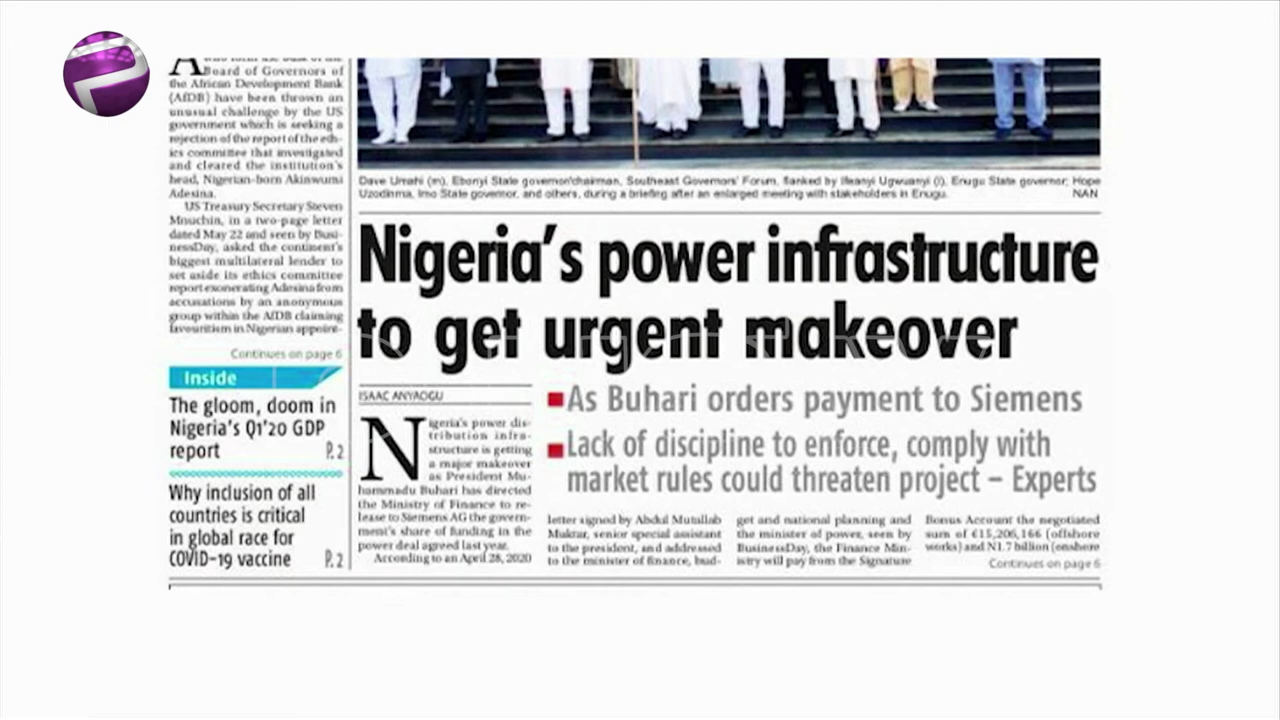 Board of Governors of
the African Development Bank
(AfDB) have been thrown an
unusual challenge by the US
government which is seeking a
rejection of the report of the eth-
ics committee that investigated
and cleared the institution's
head, Nigerian-born Akinwumi
Adesina.
US Treasury Secretary Steven
Mnuchin, in a two-page letter
dated May 22 and seen by Busi-
nessDay, asked the continent's
biggest multilateral lender to
set aside its ethics committee
report exonerating Adesina from
accusations by an anonymous
group within the AfDB claiming
favouritism in Nigerian appoint-
Continues on page 6
Inside
The gloom, doom in
Nigeria's Q1'20 GDP
report P.2
Why inclusion of all
countries is critical
in global race for
COVID-19 vaccine P.2
Dave Umahi (m), Ebonyi State governor/chairman, Southeast Governors' Forum, flanked by Ifeanyi Ugwuanyi (l), Enugu State governor; Hope
Uzodinma, Imo State governor, and others, during a briefing after an enlarged meeting with stakeholders in Enugu. NAN
Nigeria's power infrastructure
to get urgent makeover
As Buhari orders payment to Siemens
Lack of discipline to enforce, comply with
market rules could threaten project – Experts
ISAAC ANYAOGU
Nigeria's power dis-
tribution infra-
structure is getting
a major makeover
as President Mu-
hammadu Buhari has directed
the Ministry of Finance to re-
lease to Siemens AG the govern-
ment's share of funding in the
power deal agreed last year.
According to an April 28, 2020
letter signed by Abdul Mutallab
Muktar, senior special assistant
to the president, and addressed
to the minister of finance, bud-
get and national planning and
the minister of power, seen by
BusinessDay, the Finance Min-
istry will pay from the Signature
Bonus Account the negotiated
sum of €15,206,166 (offshore
works) and N1.7 billion (onshore
Continues on page 6